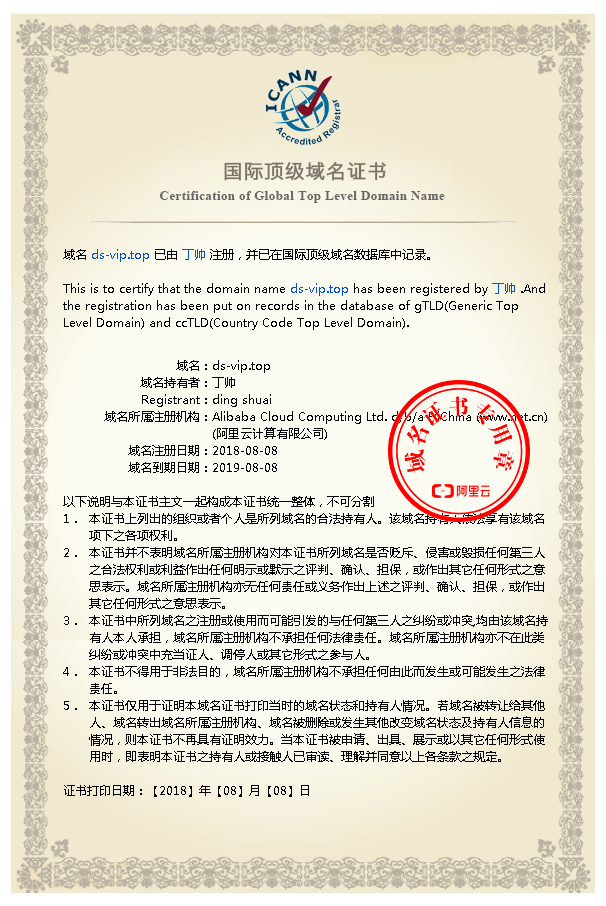 ICANN
Accredited Registrar
国际顶级域名证书
Certification of Global Top Level Domain Name
域名 ds-vip.top 已由 丁帅 注册，并已在国际顶级域名数据库中记录。
This is to certify that the domain name ds-vip.top has been registered by 丁帅 .And
the registration has been put on records in the database of gTLD(Generic Top
Level Domain) and ccTLD(Country Code Top Level Domain).
域名：ds-vip.top
域名持有者：丁帅
Registrant：ding shuai
域名所属注册机构：Alibaba Cloud Computing Ltd. d/b/a HiChina (www.net.cn)
(阿里云计算有限公司)
域名注册日期：2018-08-08
域名到期日期：2019-08-08
域名证书专用章
阿里云
以下说明与本证书主文一起构成本证书统一整体，不可分割
1． 本证书上列出的组织或者个人是所列域名的合法持有人。该域名持有人依法享有该域名
项下之各项权利。
2． 本证书并不表明域名所属注册机构对本证书所列域名是否贬斥、侵害或毁损任何第三人
之合法权利或利益作出任何明示或默示之评判、确认、担保，或作出其它任何形式之意
思表示。域名所属注册机构亦无任何责任或义务作出上述之评判、确认、担保，或作出
其它任何形式之意思表示。
3． 本证书中所列域名之注册或使用而可能引发的与任何第三人之纠纷或冲突,均由该域名持
有人本人承担，域名所属注册机构不承担任何法律责任。域名所属注册机构亦不在此类
纠纷或冲突中充当证人、调停人或其它形式之参与人。
4． 本证书不得用于非法目的，域名所属注册机构不承担任何由此而发生或可能发生之法律
责任。
5． 本证书仅用于证明本域名证书打印当时的域名状态和持有人情况。若域名被转让给其他
人、域名转出域名所属注册机构、域名被删除或发生其他改变域名状态及持有人信息的
情况，则本证书不再具有证明效力。当本证书被申请、出具、展示或以其它任何形式使
用时，即表明本证书之持有人或接触人已审读、理解并同意以上各条款之规定。
证书打印日期：【2018】年【08】月【08】日